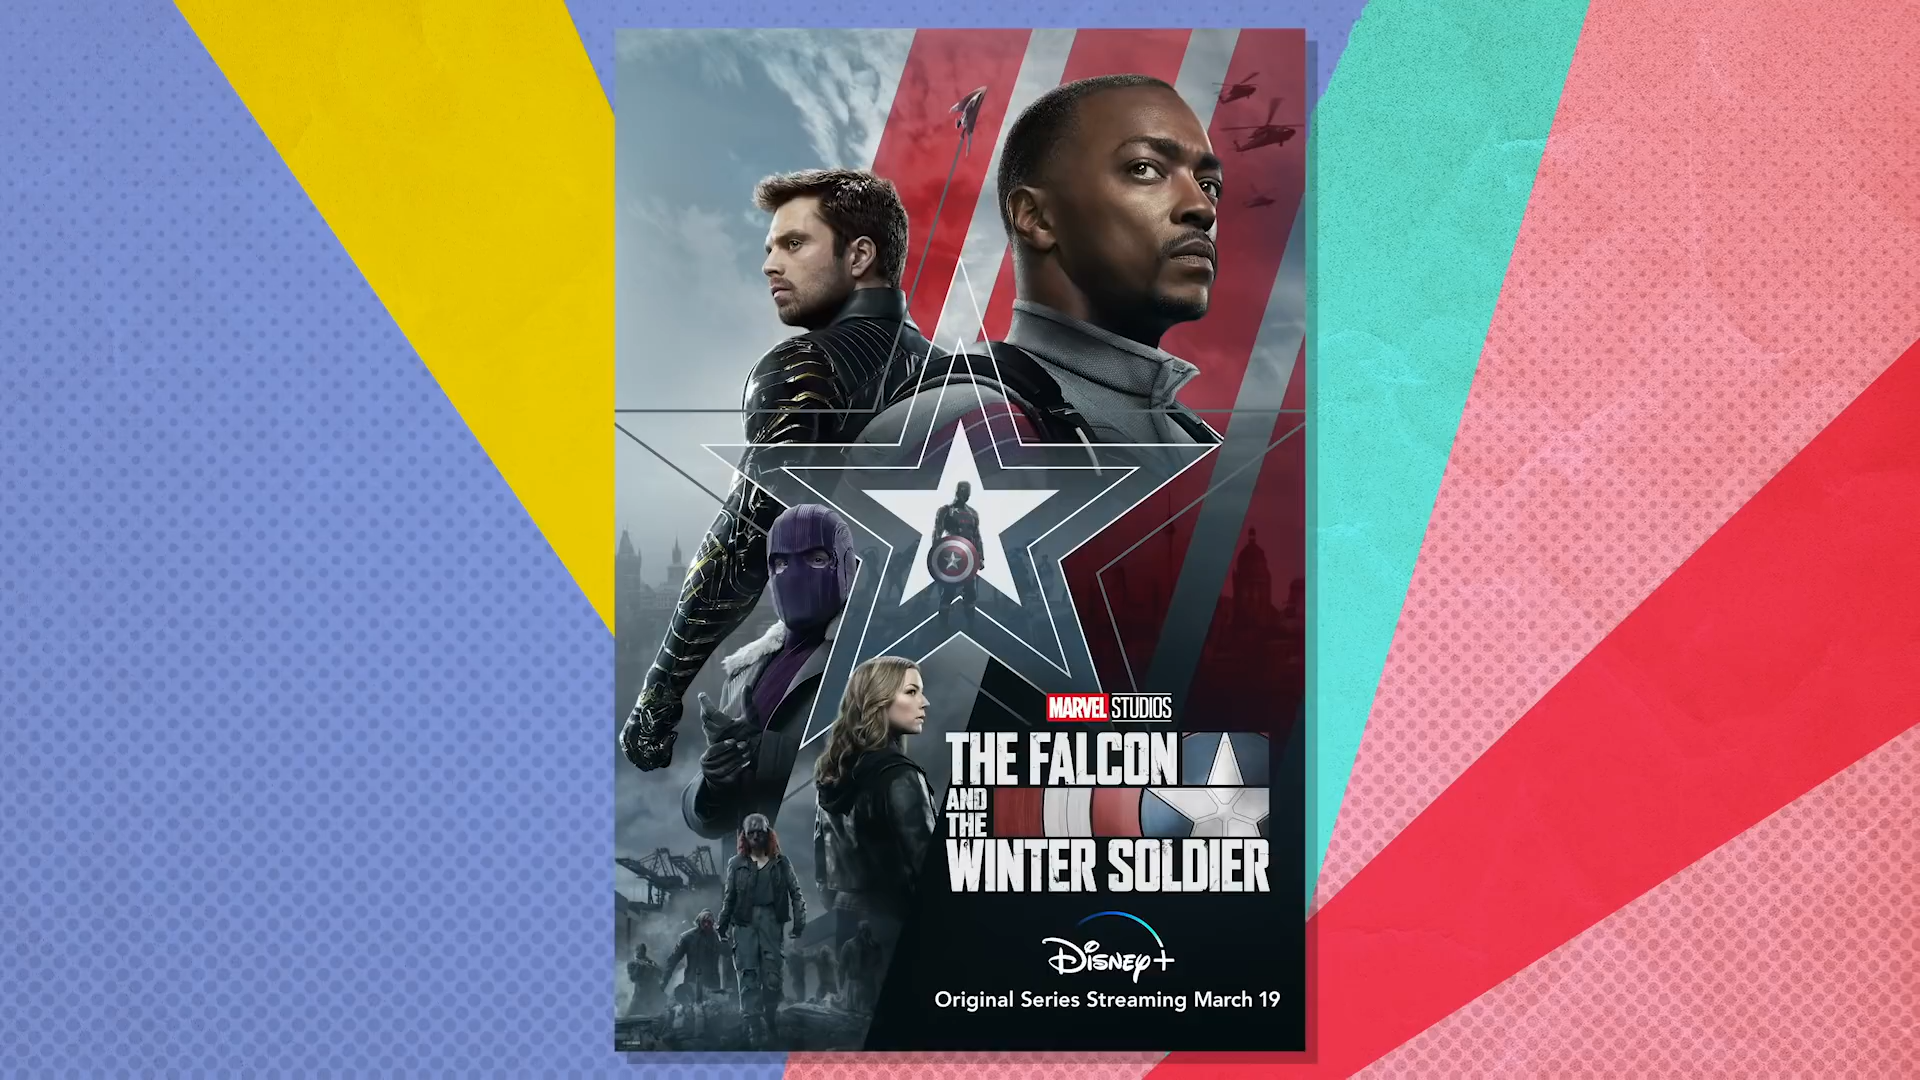 MARVEL STUDIOS
THE FALCON
AND
THE
WINTER SOLDIER
Disney+
Original Series Streaming March 19